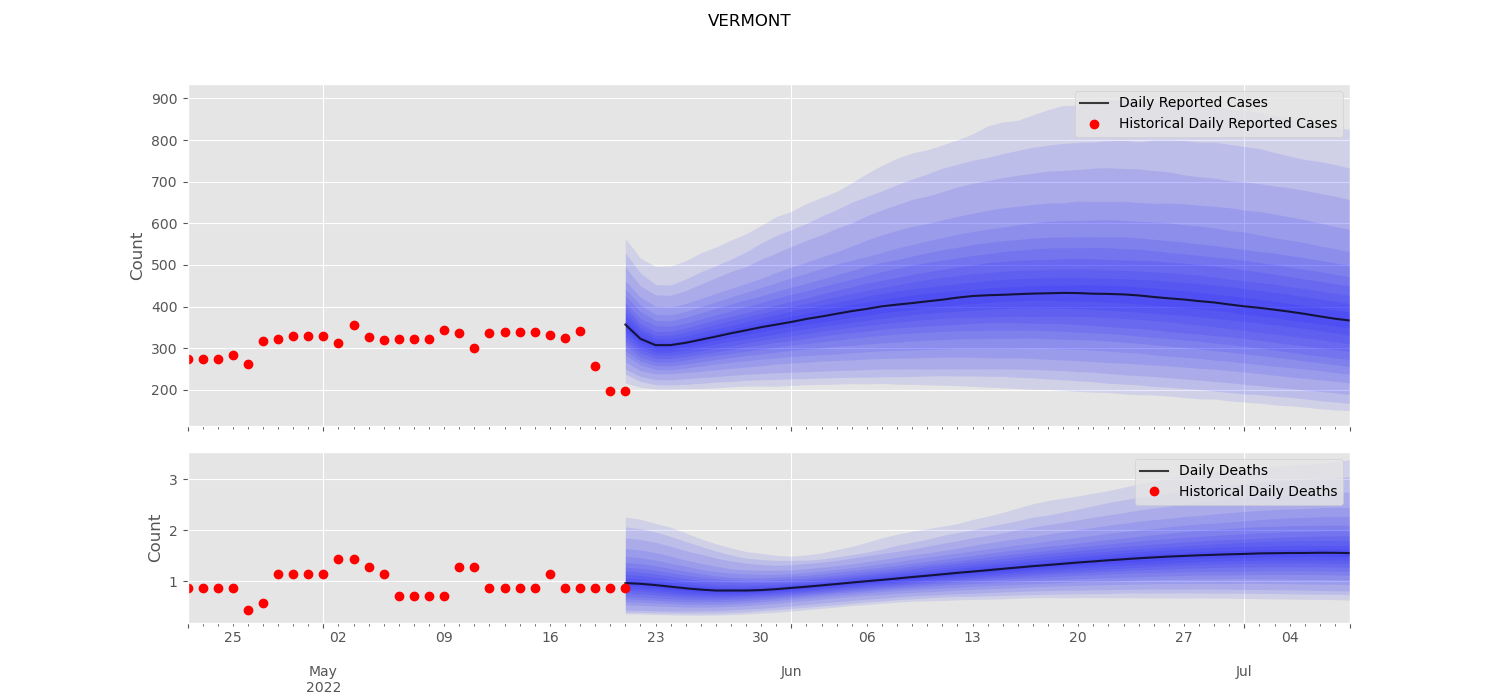 VERMONT
Count
900
800
700
600
500
400
300
200
Daily Reported Cases
Historical Daily Reported Cases
Count
3
2
1
Daily Deaths
Historical Daily Deaths
25 02 09 16 23 30 06 13 20 27 04
May Jun Jul
2022